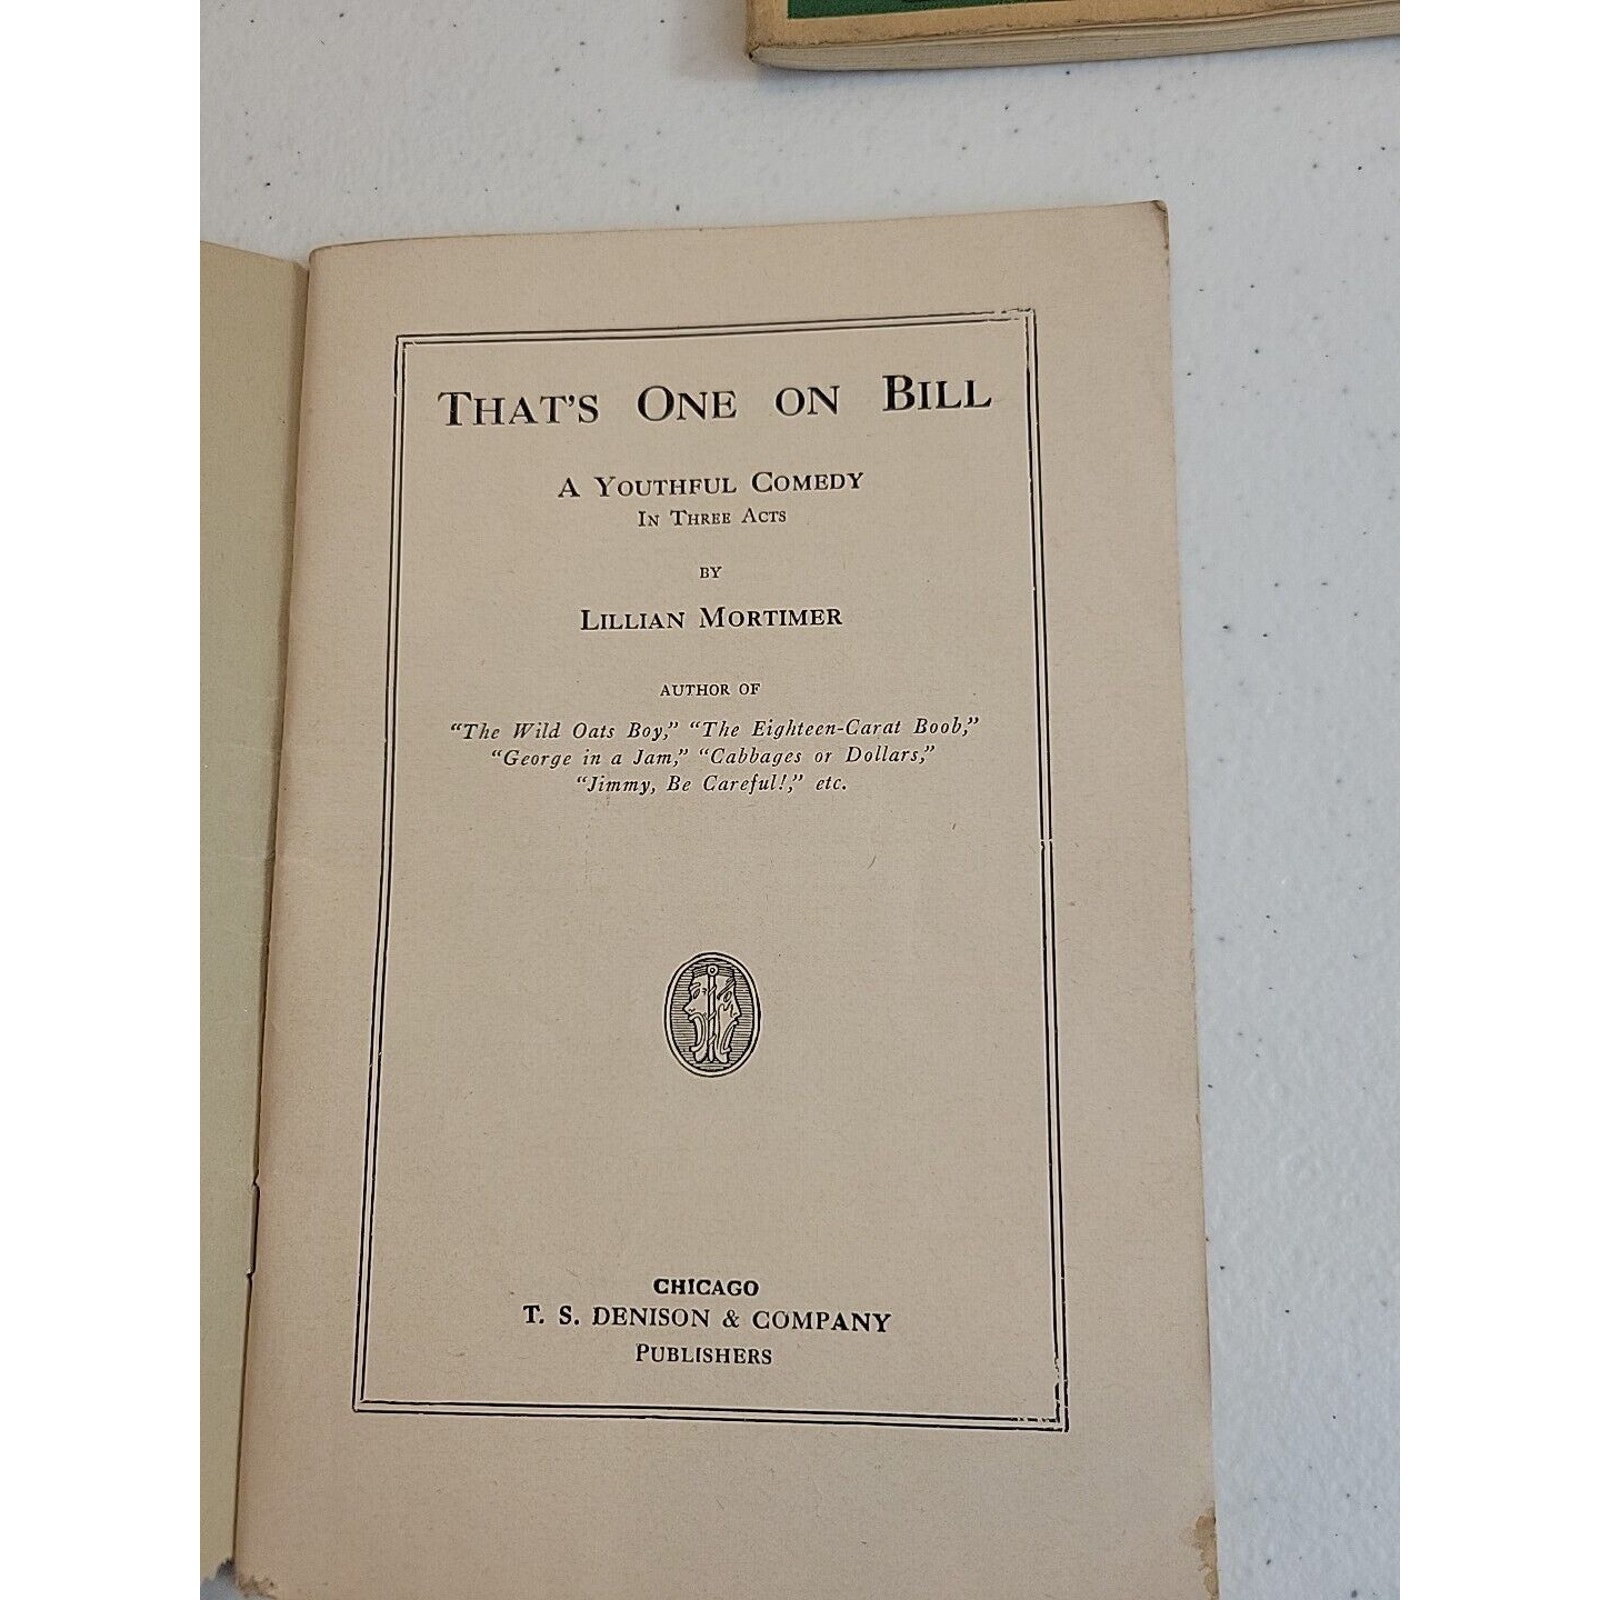 THAT'S ONE ON BILL
A YOUTHFUL COMEDY
IN THREE ACTS
BY
LILLIAN MORTIMER
AUTHOR OF
"The Wild Oats Boy," "The Eighteen-Carat Boob,"
"George in a Jam," "Cabbages or Dollars,"
"Jimmy, Be Careful!," etc.
CHICAGO
T. S. DENISON & COMPANY
PUBLISHERS